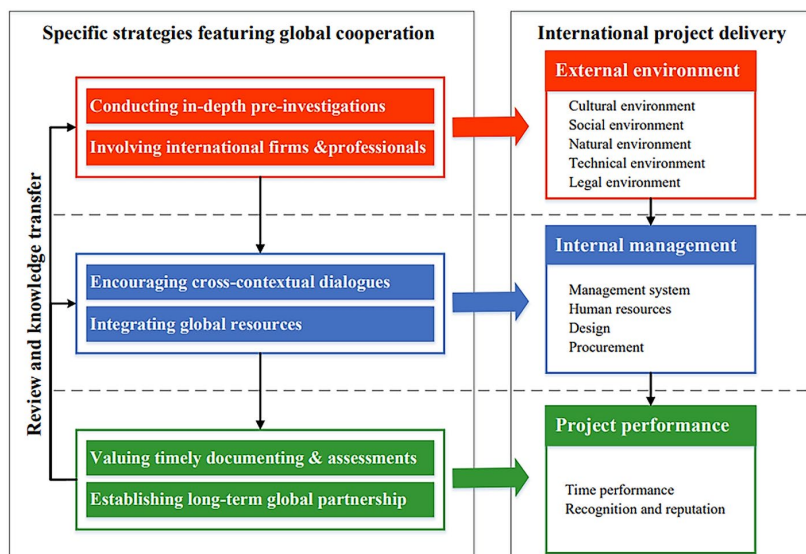 Specific strategies featuring global cooperation
International project delivery
Review and knowledge transfer
Conducting in-depth pre-investigations
Involving international firms &professionals
External environment
Cultural environment
Social environment
Natural environment
Technical environment
Legal environment
Encouraging cross-contextual dialogues
Integrating global resources
Internal management
Management system
Human resources
Design
Procurement
Valuing timely documenting & assessments
Establishing long-term global partnership
Project performance
Time performance
Recognition and reputation